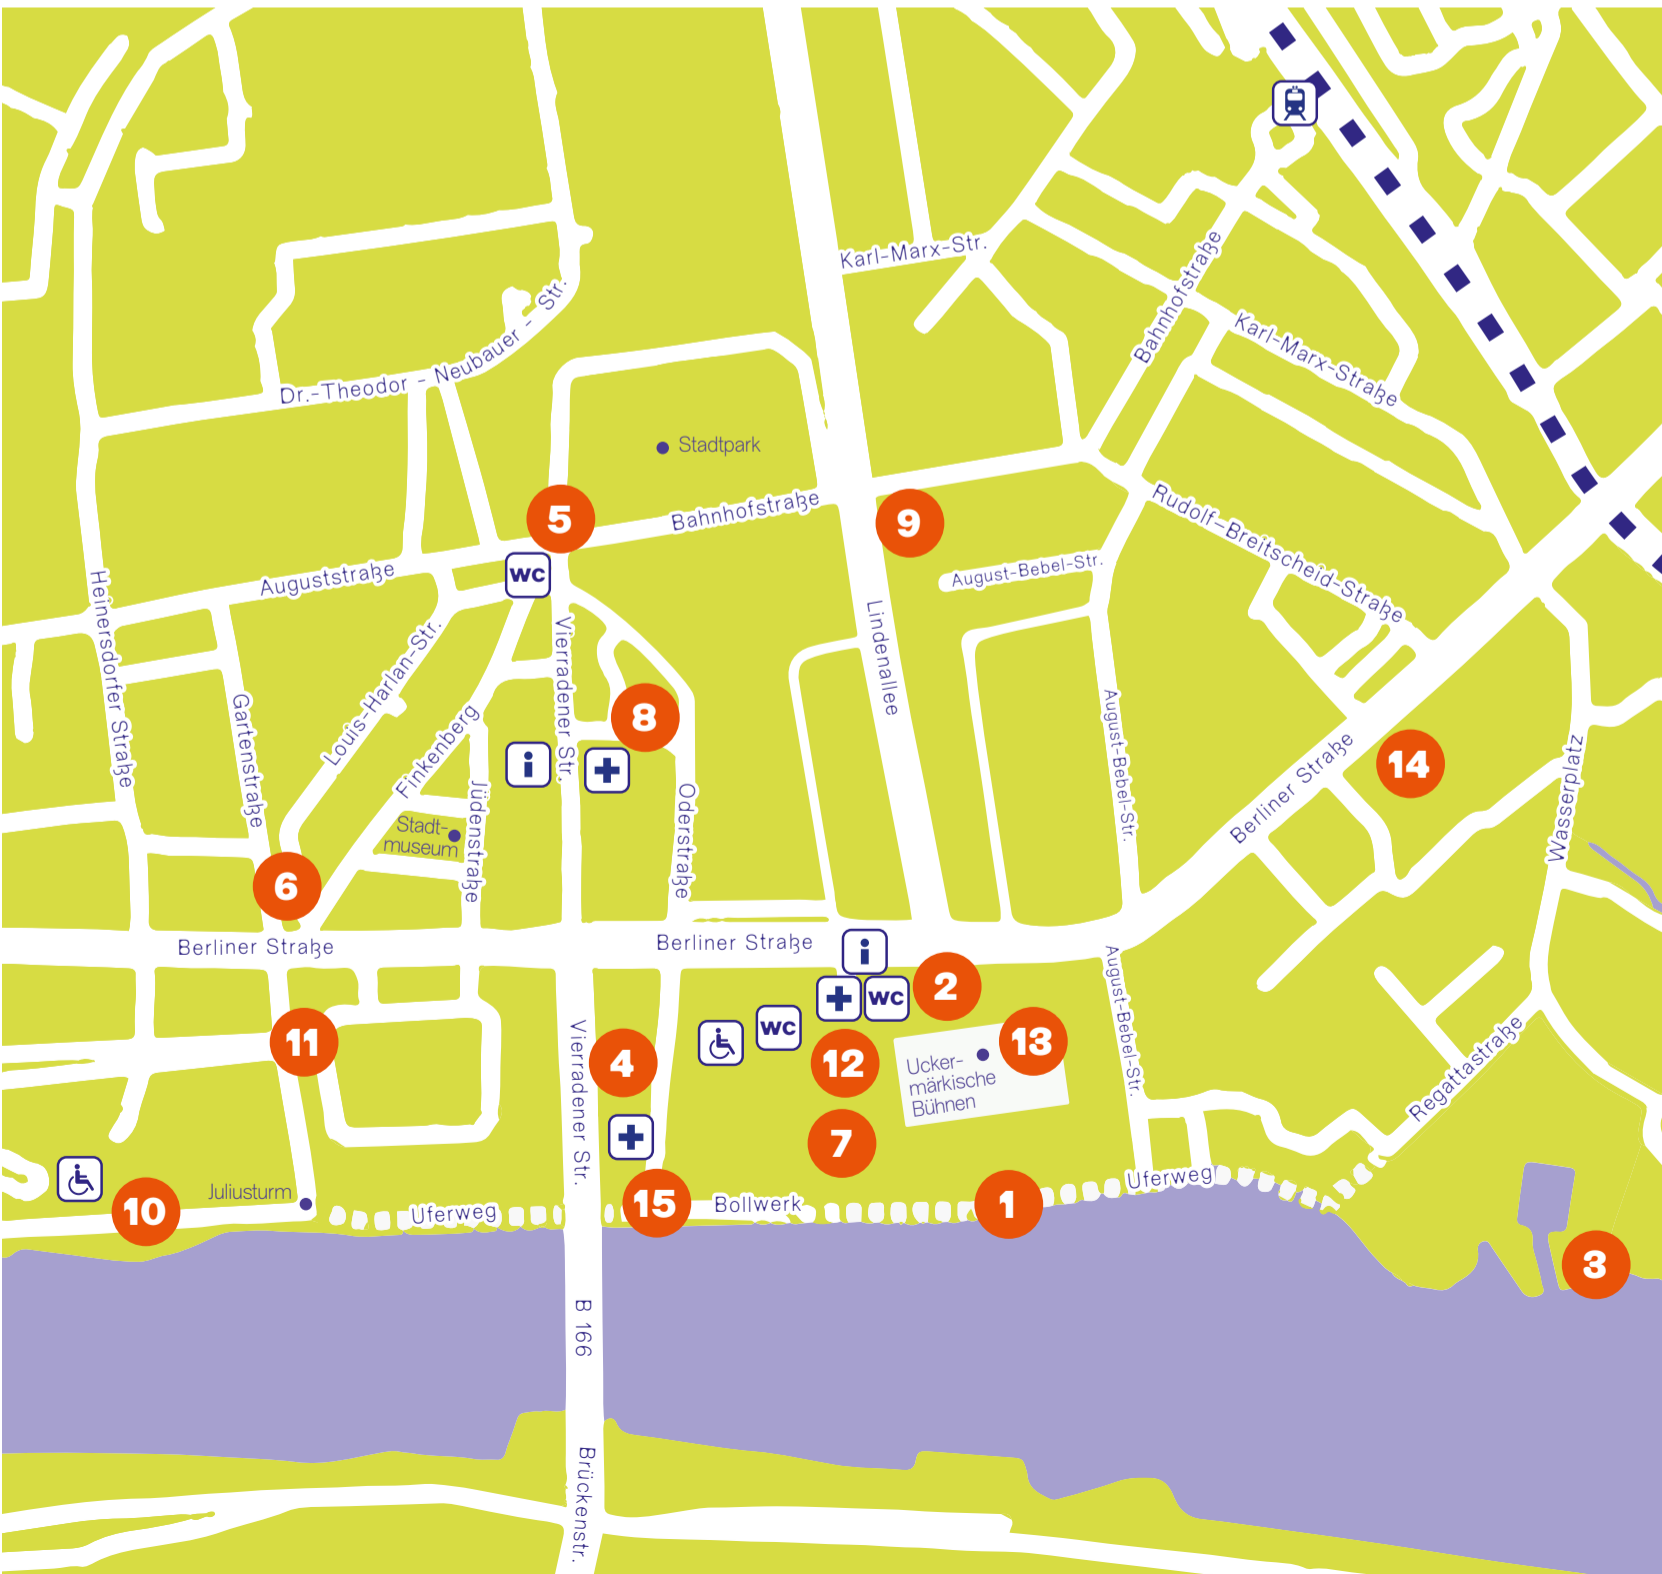 Karl-Marx-Str.
Bahnhofstraße
Karl-Marx-Straße
Dr.-Theodor - Neubauer - Str.
Stadtpark
5
Bahnhofstraße
9
Rudolf-Breitscheid-Straße
wc
Auguststraße
August-Bebel-Str.
Heinersdorfer Straße
Gartenstraße
Louis-Harlan-Str.
Finkenberg
Vierradener Str.
Lindenallee
August-Bebel-Str.
8
i
14
Berliner Straße
Wasserplatz
Jüdenstraße
Oderstraße
Stadt-
museum
6
Berliner Straße
Berliner Straße
i
wc
2
August-Bebel-Str.
11
Vierradener Str.
4
wc
12
13
Ucker-
märkische
Bühnen
Regattastraße
7
10
Juliusturm
Uferweg
15
Bollwerk
1
Uferweg
3
B 166
Brückenstr.